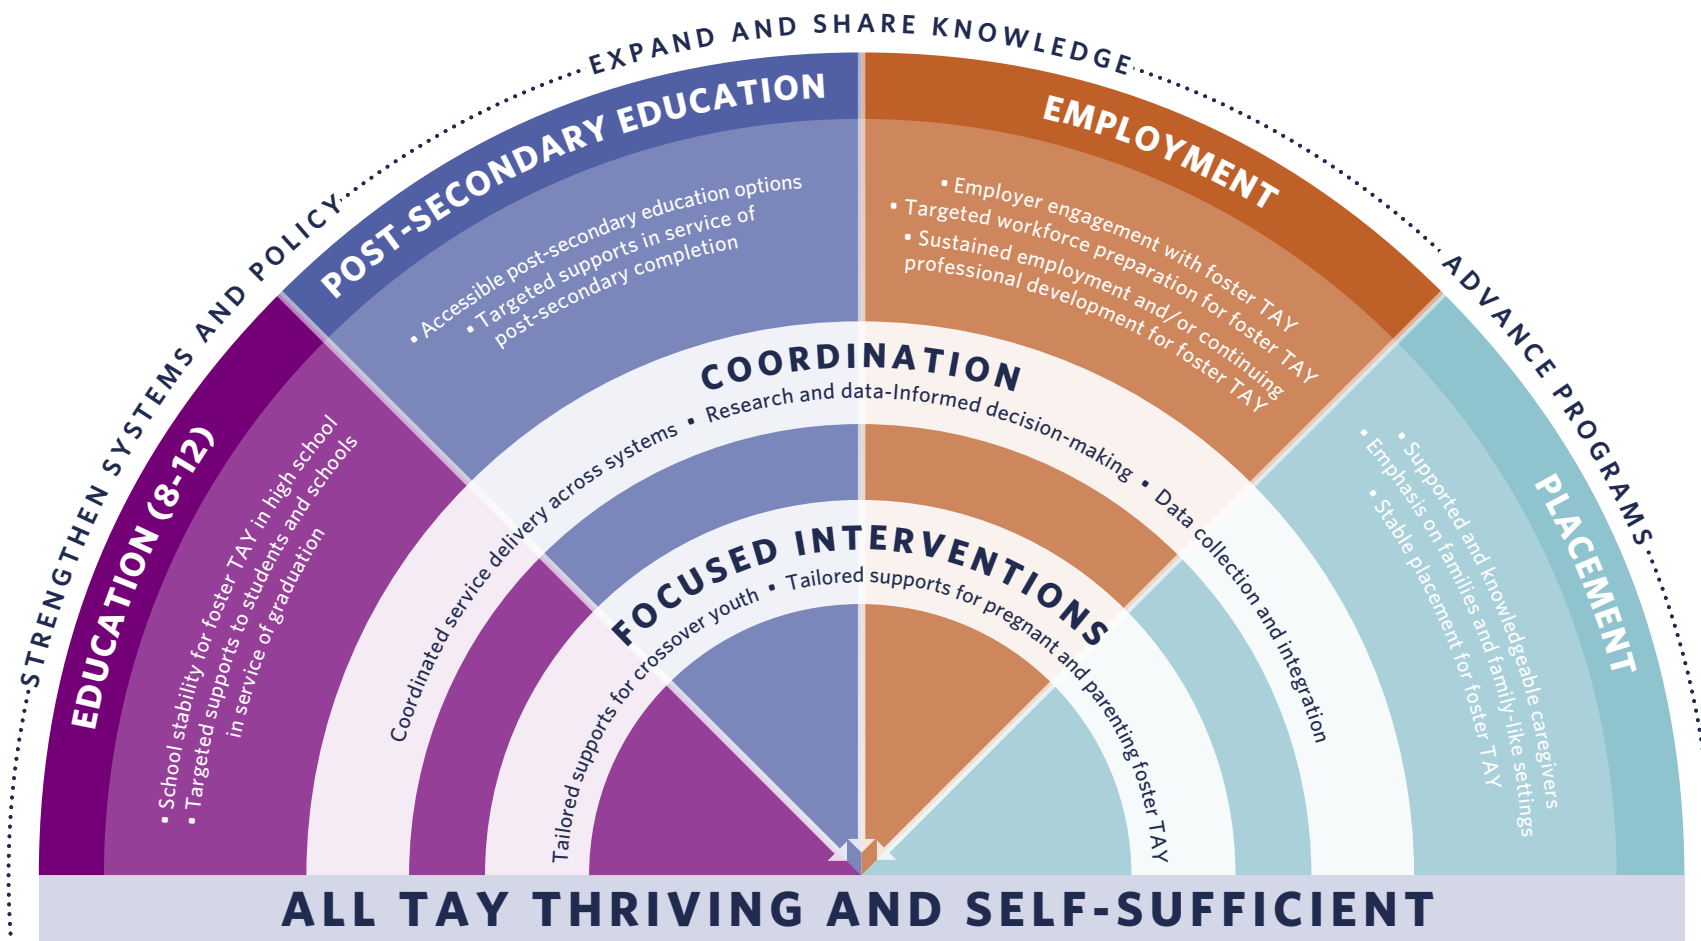 STRENGTHEN SYSTEMS AND POLICY
EXPAND AND SHARE KNOWLEDGE
ADVANCE PROGRAMS
EDUCATION (8-12)
▪ School stability for foster TAY in high school
▪ Targeted supports to students and schools
in service of graduation
POST-SECONDARY EDUCATION
▪ Accessible post-secondary education options
▪ Targeted supports in service of
post-secondary completion
EMPLOYMENT
▪ Employer engagement with foster TAY
▪ Targeted workforce preparation for foster TAY
▪ Sustained employment and/or continuing
professional development for foster TAY
PLACEMENT
▪ Supported and knowledgeable caregivers
▪ Emphasis on families and family-like settings
▪ Stable placement for foster TAY
COORDINATION
Coordinated service delivery across systems ▪ Research and data-Informed decision-making ▪ Data collection and integration
FOCUSED INTERVENTIONS
Tailored supports for crossover youth ▪ Tailored supports for pregnant and parenting foster TAY
ALL TAY THRIVING AND SELF-SUFFICIENT